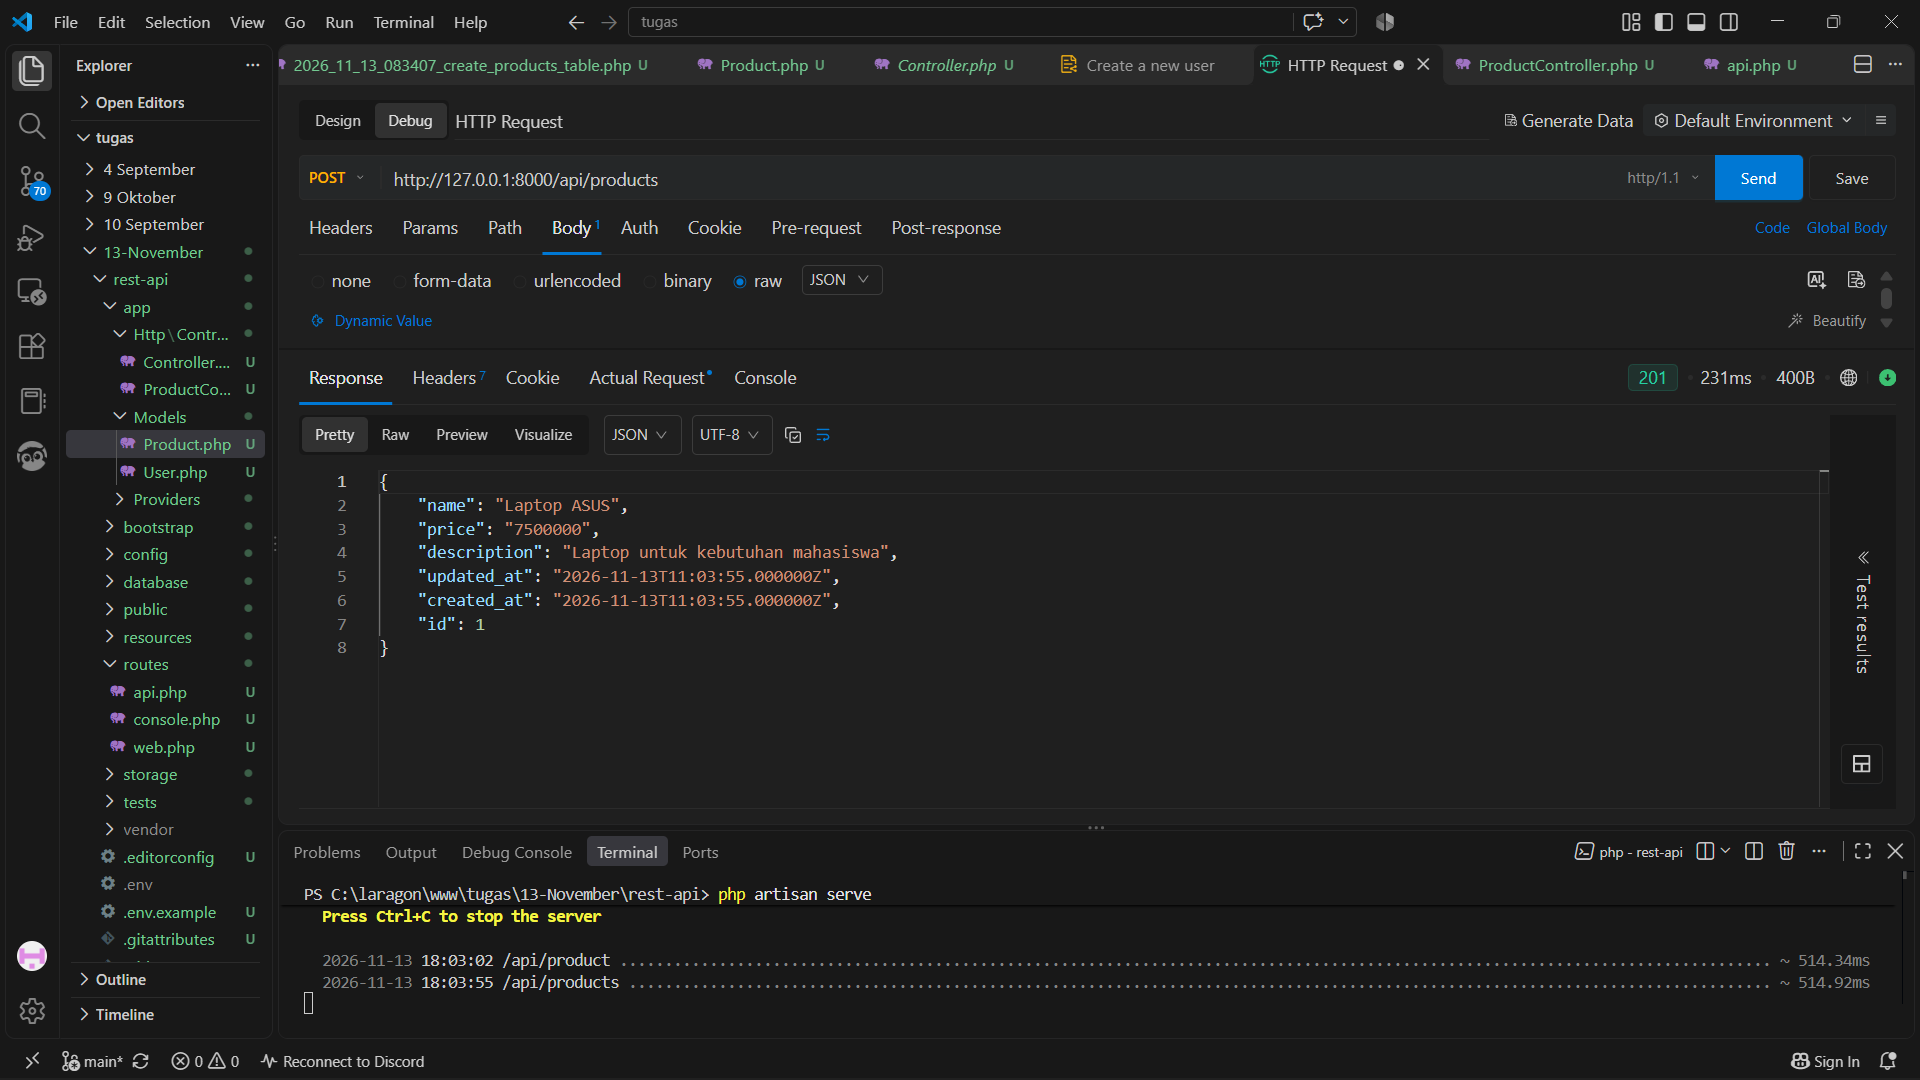 File Edit Selection View Go Run Terminal Help
tugas
Explorer
Open Editors
tugas
4 September
9 Oktober
10 September
13-November
rest-api
app
Http\Contr...
Controller.... U
ProductCo... U
Models
Product.php U
User.php U
Providers
bootstrap
config
database
public
resources
routes
api.php U
console.php U
web.php U
storage
tests
vendor
.editorconfig U
.env
.env.example U
.gitattributes U
Outline
Timeline
70
2026_11_13_083407_create_products_table.php U
Product.php U
Controller.php U
Create a new user
HTTP HTTP Request
ProductController.php U
api.php U
Design Debug HTTP Request
Generate Data Default Environment
POST http://127.0.0.1:8000/api/products http/1.1 Send Save
Headers Params Path Body 1 Auth Cookie Pre-request Post-response Code Global Body
none form-data urlencoded binary raw JSON AI
Dynamic Value Beautify
Response Headers 7 Cookie Actual Request Console 201 231ms 400B
Pretty Raw Preview Visualize JSON UTF-8
1 {
2 "name": "Laptop ASUS",
3 "price": "7500000",
4 "description": "Laptop untuk kebutuhan mahasiswa",
5 "updated_at": "2026-11-13T11:03:55.000000Z",
6 "created_at": "2026-11-13T11:03:55.000000Z",
7 "id": 1
8 }
Test results
Problems Output Debug Console Terminal Ports php - rest-api
PS C:\laragon\www\tugas\13-November\rest-api> php artisan serve
Press Ctrl+C to stop the server
2026-11-13 18:03:02 /api/product ........ ~ 514.34ms
2026-11-13 18:03:55 /api/products ........ ~ 514.92ms
main* 0 0 Reconnect to Discord Sign In